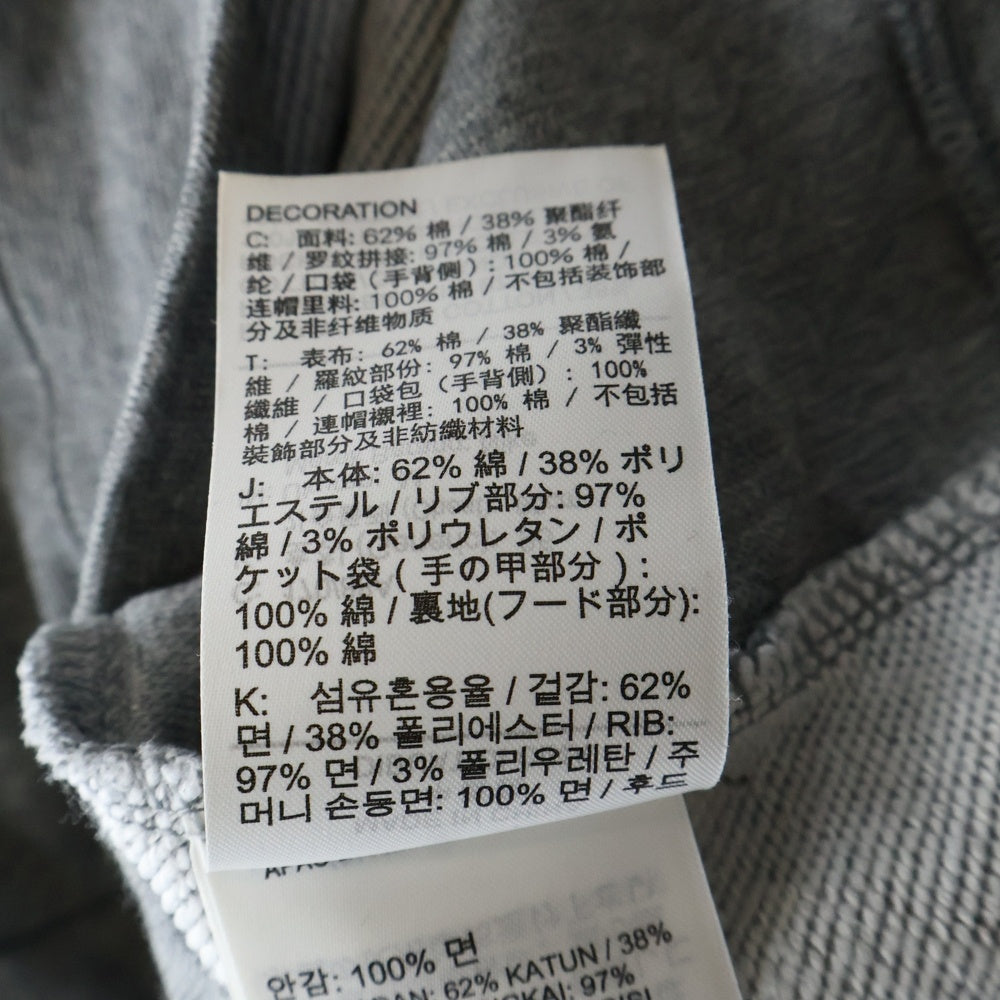 DECORATION
C: 面料: 62% 棉 / 38% 聚酯纤
维 / 罗纹拼接: 97% 棉 / 3% 氨
纶 / 口袋 (手背侧) : 100% 棉 /
连帽里料: 100% 棉 / 不包括装饰部
分及非纤维物质
T: 表布: 62% 棉 / 38% 聚酯纖
維 / 羅紋部份: 97% 棉 / 3% 彈性
纖維 / 口袋包 (手背側) : 100%
棉 / 連帽襯裡: 100% 棉 / 不包括
裝飾部分及非紡織材料
J: 本体: 62% 綿 / 38% ポリ
エステル / リブ部分: 97%
綿 / 3% ポリウレタン / ポ
ケット袋 ( 手の甲部分 ) :
100% 綿 / 裏地(フード部分):
100% 綿
K: 섬유혼용율 / 겉감: 62%
면 / 38% 폴리에스터 / RIB:
97% 면 / 3% 폴리우레탄 / 주
머니 손등면: 100% 면 / 후드
안감: 100% 면
62% KATUN / 38%
97%